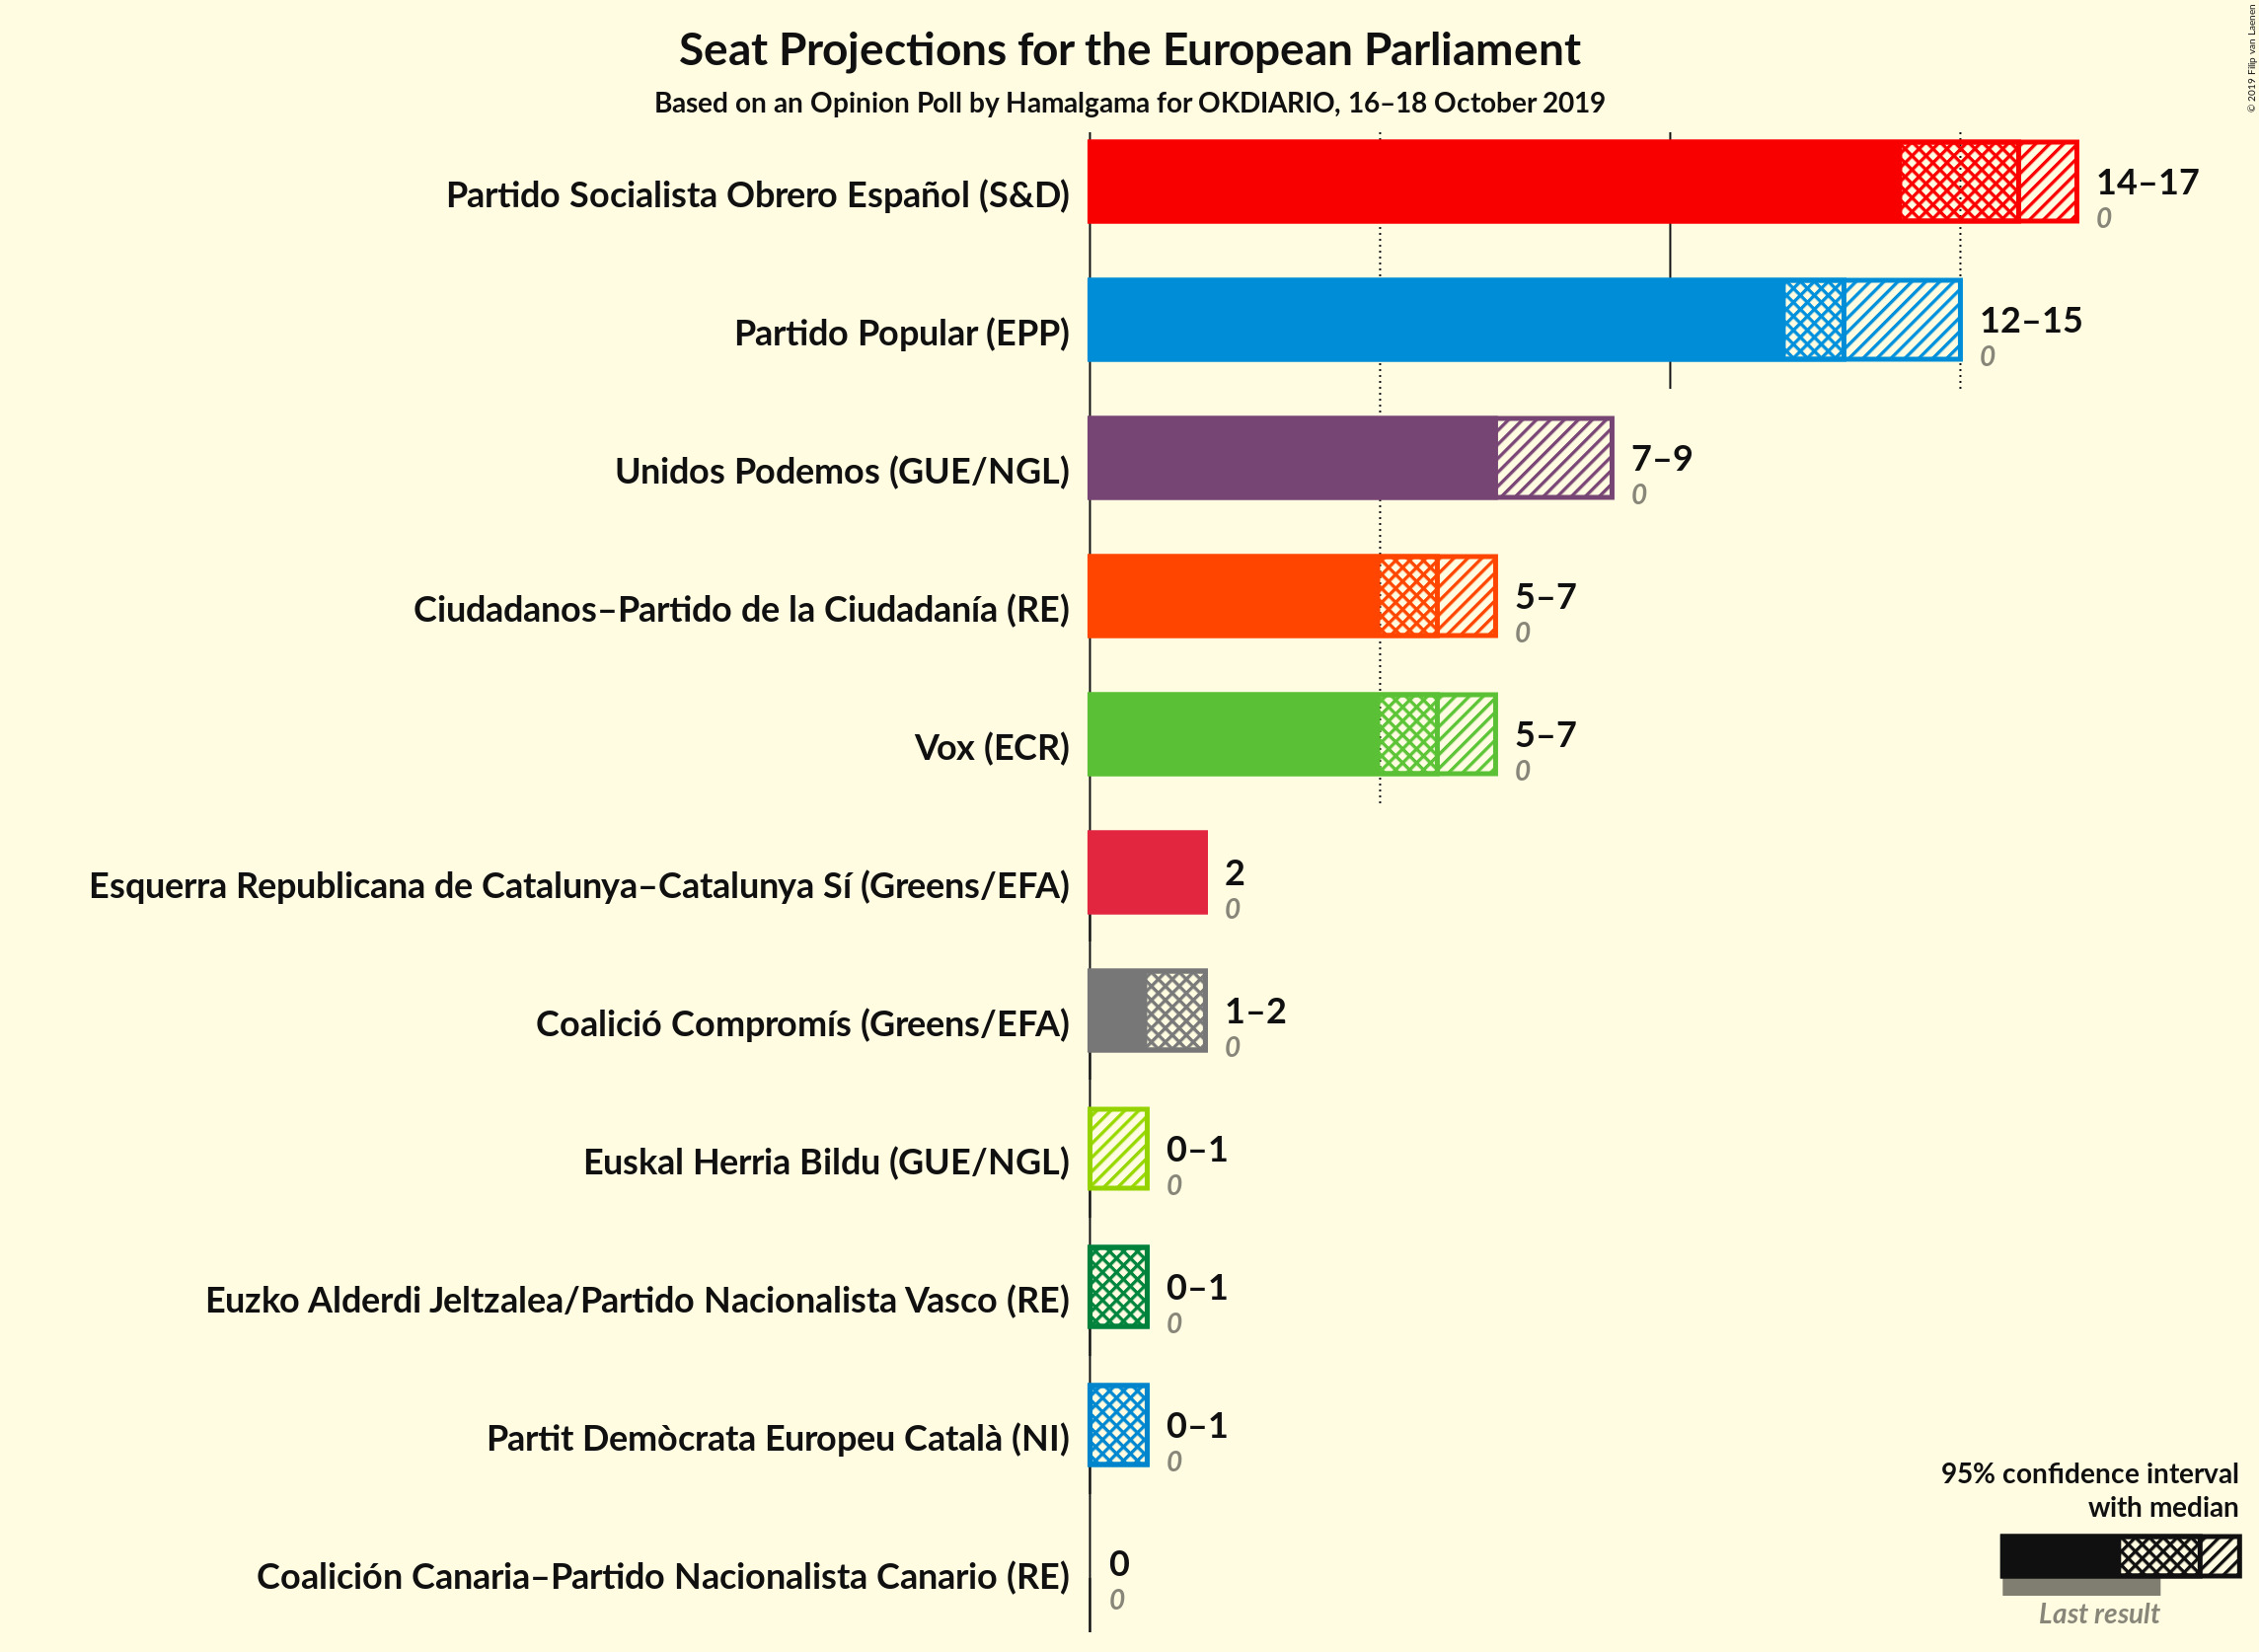 Seat Projections for the European Parliament
Based on an Opinion Poll by Hamalgama for OKDIARIO, 16–18 October 2019
© 2019 Filip van Laenen
Partido Socialista Obrero Español (S&D)
14–17
0
Partido Popular (EPP)
12–15
0
Unidos Podemos (GUE/NGL)
7–9
0
Ciudadanos–Partido de la Ciudadanía (RE)
5–7
0
Vox (ECR)
5–7
0
Esquerra Republicana de Catalunya–Catalunya Sí (Greens/EFA)
2
0
Coalició Compromís (Greens/EFA)
1–2
0
Euskal Herria Bildu (GUE/NGL)
0–1
0
Euzko Alderdi Jeltzalea/Partido Nacionalista Vasco (RE)
0–1
0
Partit Demòcrata Europeu Català (NI)
0–1
0
Coalición Canaria–Partido Nacionalista Canario (RE)
0
0
95% confidence interval
with median
Last result